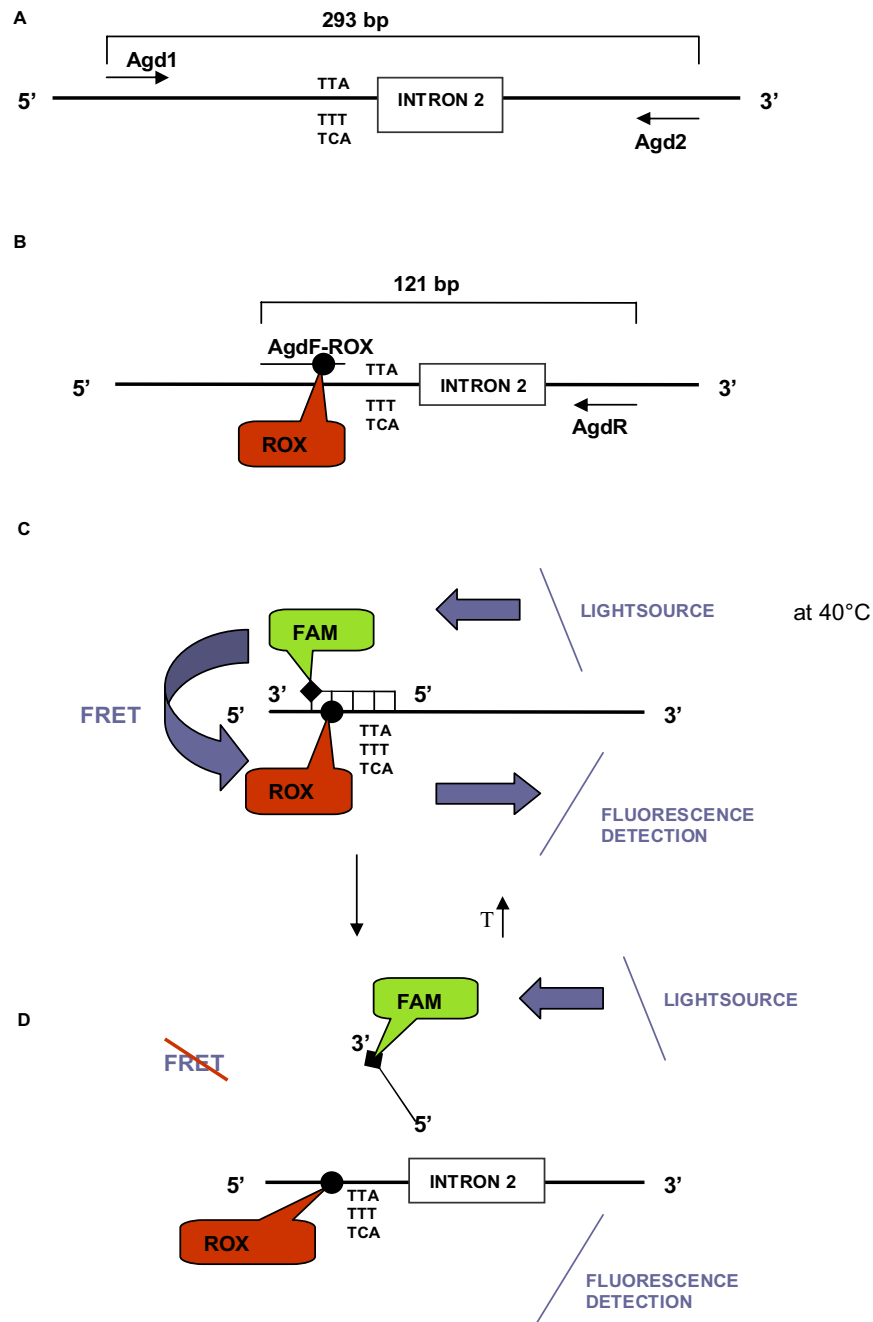 A
293 bp
Agd1
TTA
5’
INTRON 2
3’
TTT
TCA
Agd2
B
121 bp
AgdF-ROX
TTA
5’
INTRON 2
3’
TTT
TCA
AgdR
ROX
C
LIGHTSOURCE
at 40°C
FAM
3’
5’
FRET
5’
3’
TTA
TTT
TCA
ROX
FLUORESCENCE
DETECTION
T
FAM
LIGHTSOURCE
D
3’
FRET
5’
5’
INTRON 2
3’
TTA
TTT
TCA
ROX
FLUORESCENCE
DETECTION